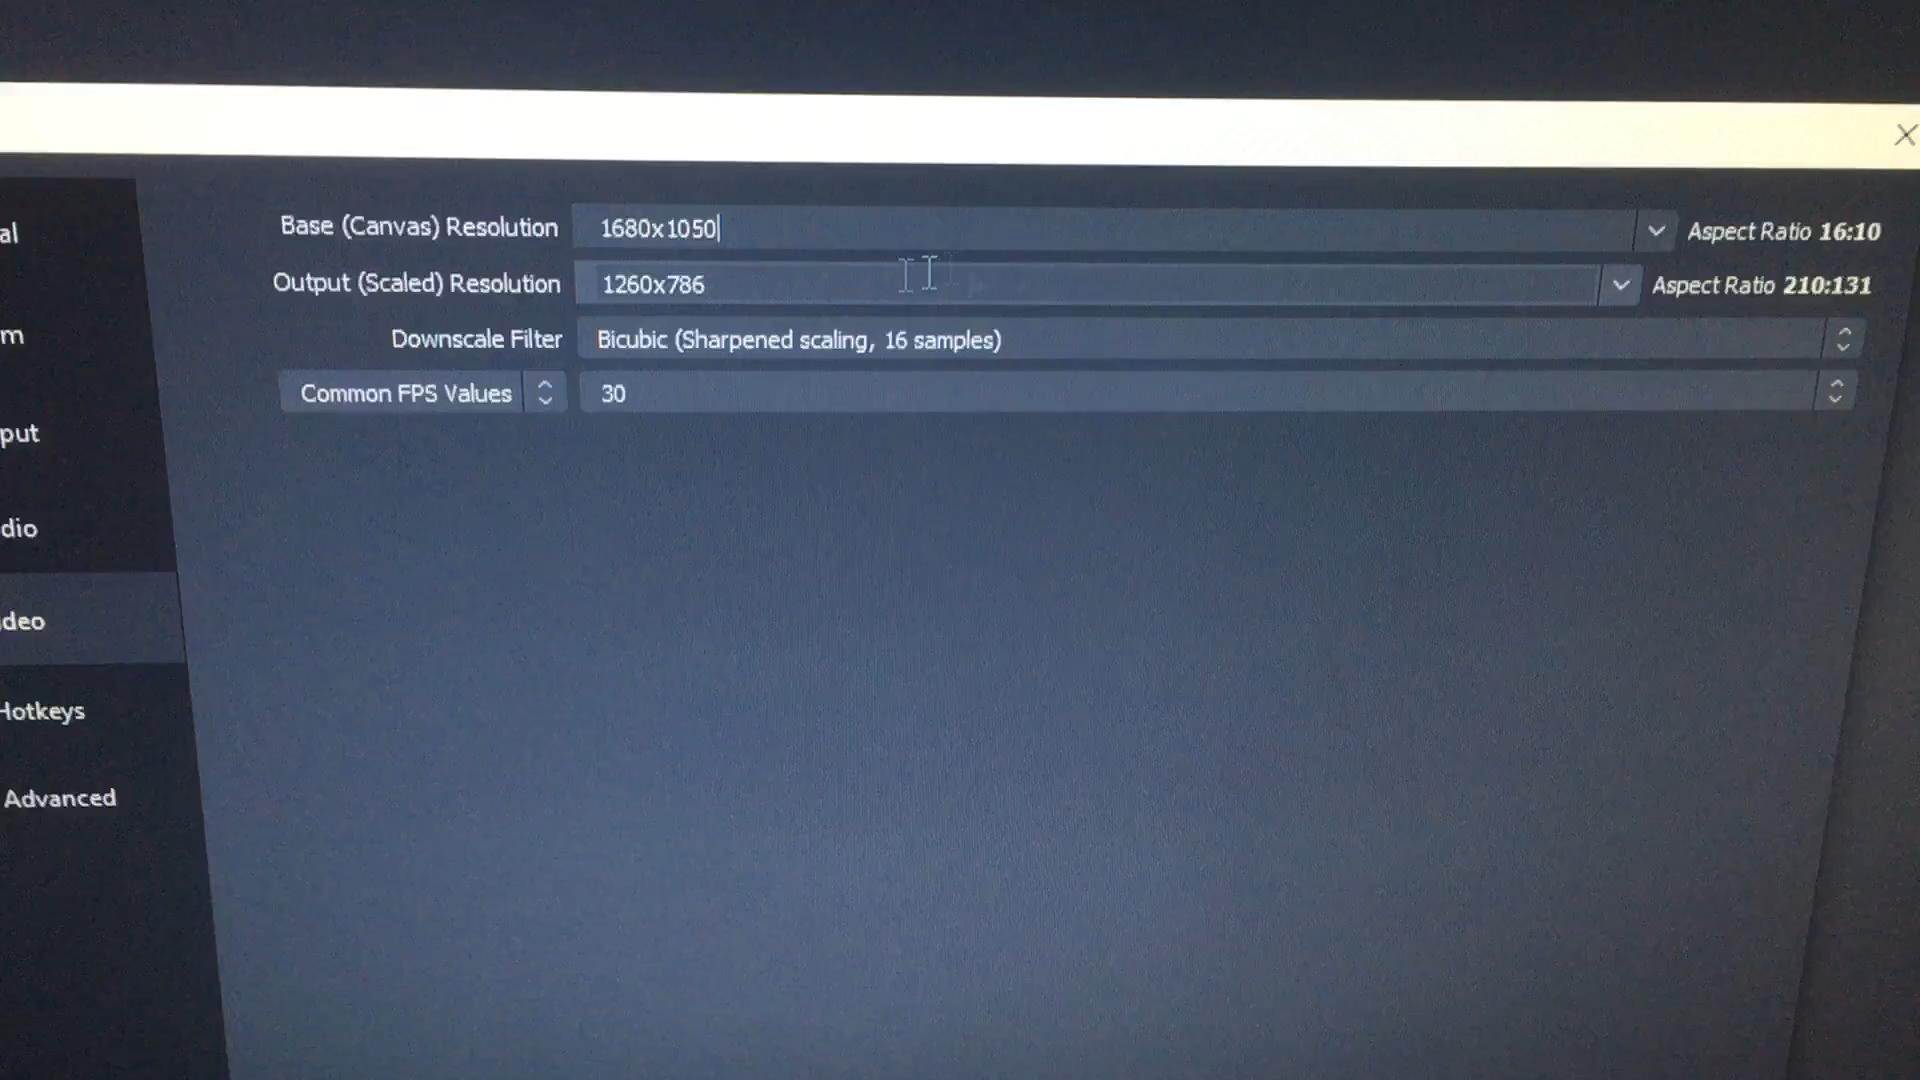 Base (Canvas) Resolution 1680x1050 Aspect Ratio 16:10
Output (Scaled) Resolution 1260x786 Aspect Ratio 210:131
Downscale Filter Bicubic (Sharpened scaling, 16 samples)
Common FPS Values 30
al
m
put
dio
deo
Hotkeys
Advanced